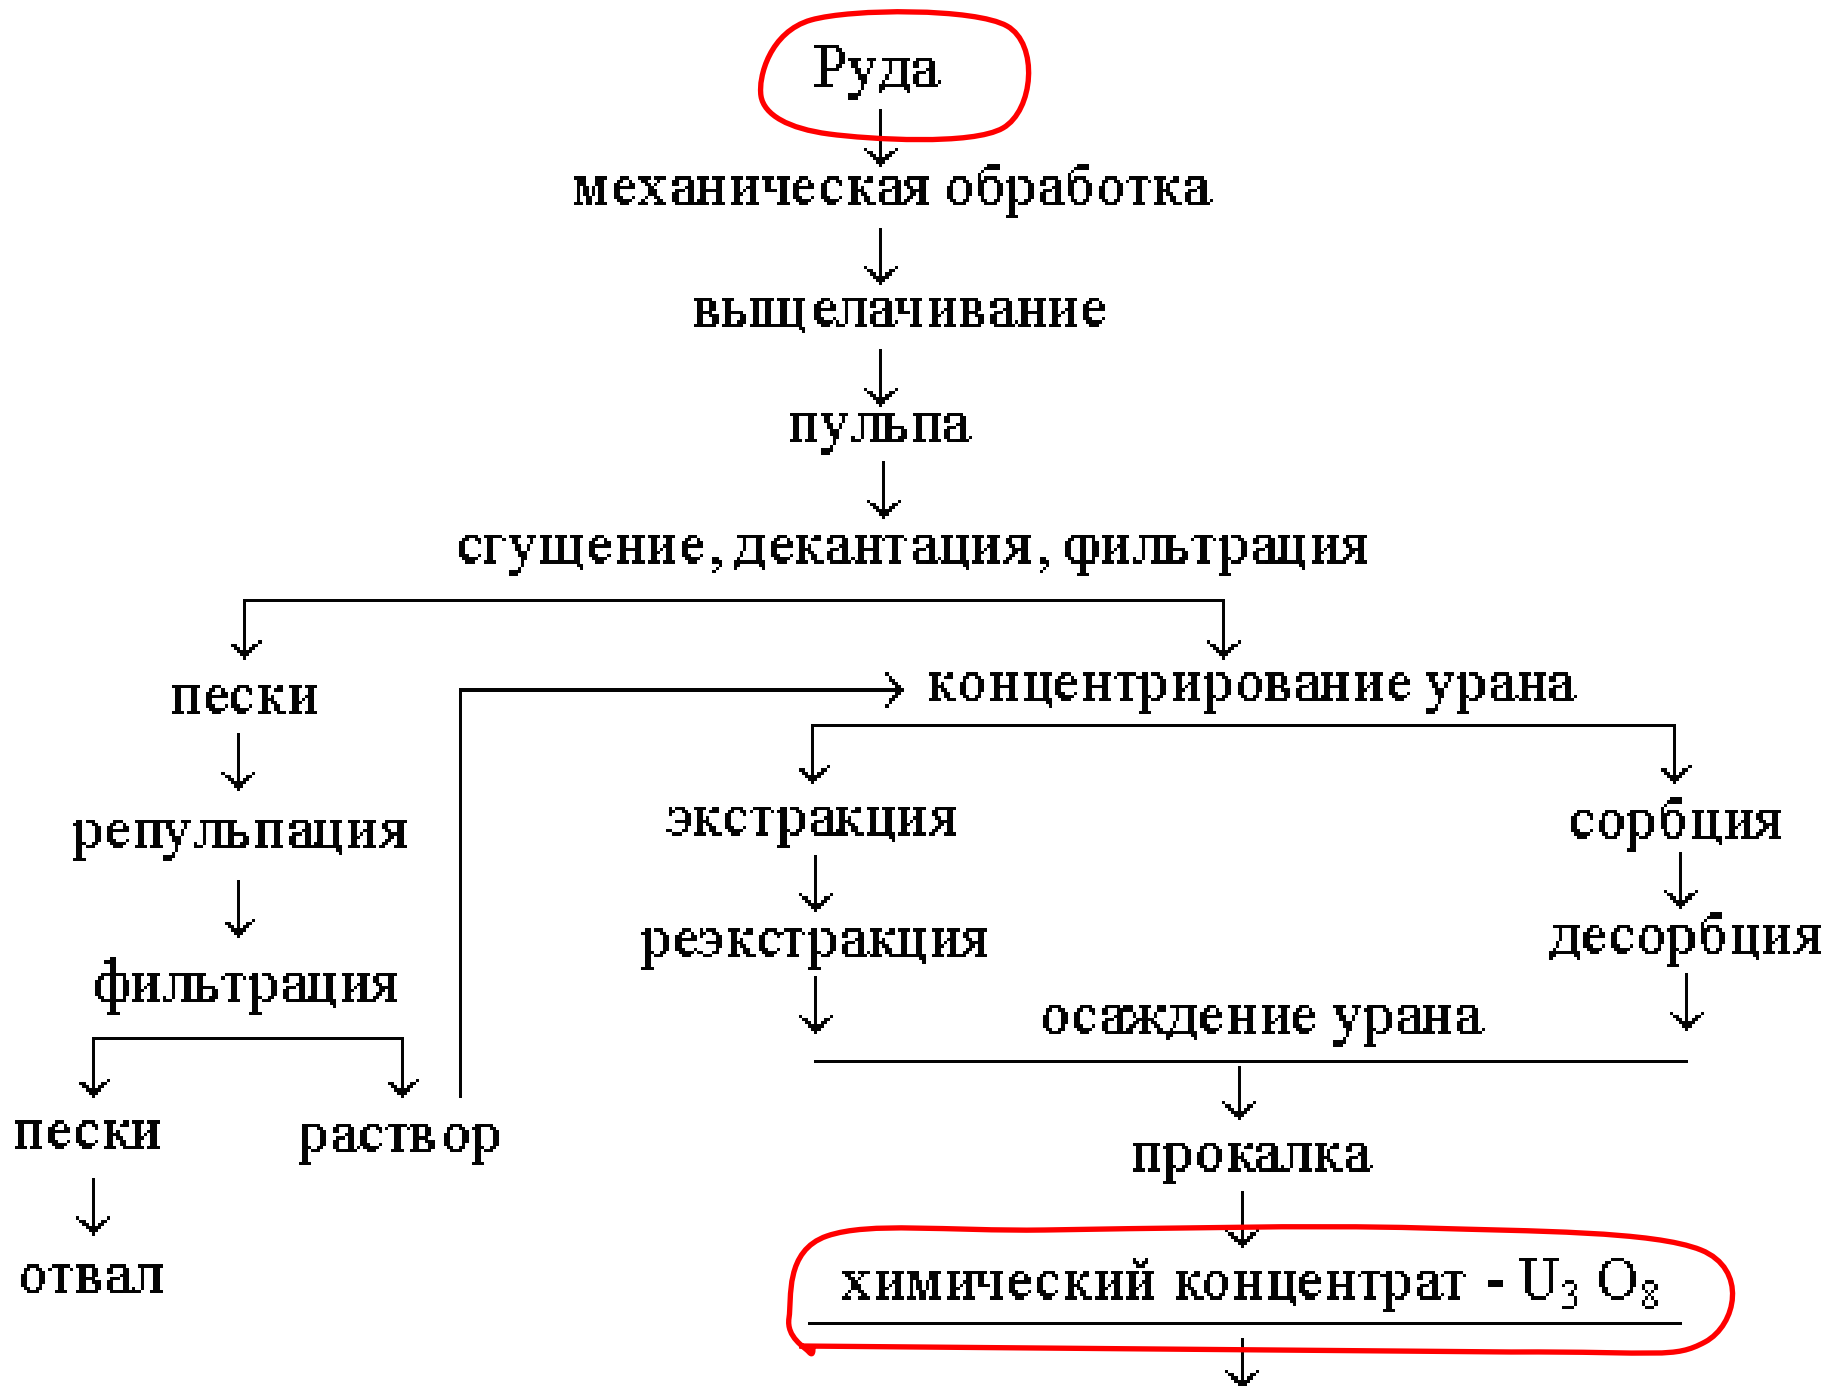 Руда
механическая обработка
выщелачивание
пульпа
сгущение, декантация, фильтрация
пески
концентрирование урана
репульпация
экстракция
сорбция
фильтрация
реэкстракция
десорбция
осаждение урана
пески
раствор
прокалка
отвал
химический концентрат - U₃ O₈